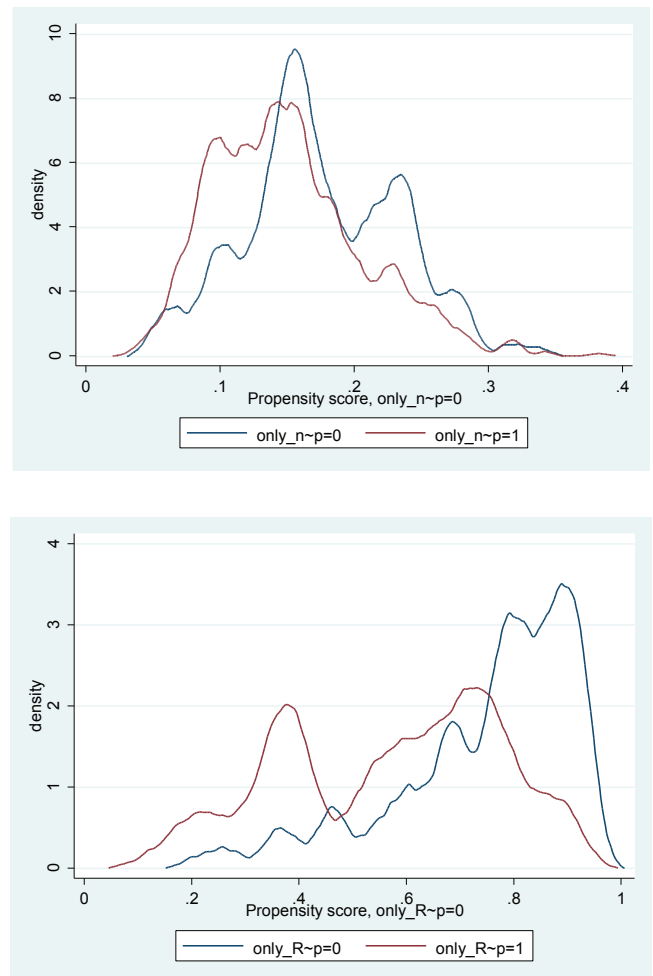 10
8
6
density
4
2
0
0 .1 .2 .3 .4
Propensity score, only_n~p=0
only_n~p=0 only_n~p=1
4
3
density
2
1
0
0 .2 .4 .6 .8 1
Propensity score, only_R~p=0
only_R~p=0 only_R~p=1